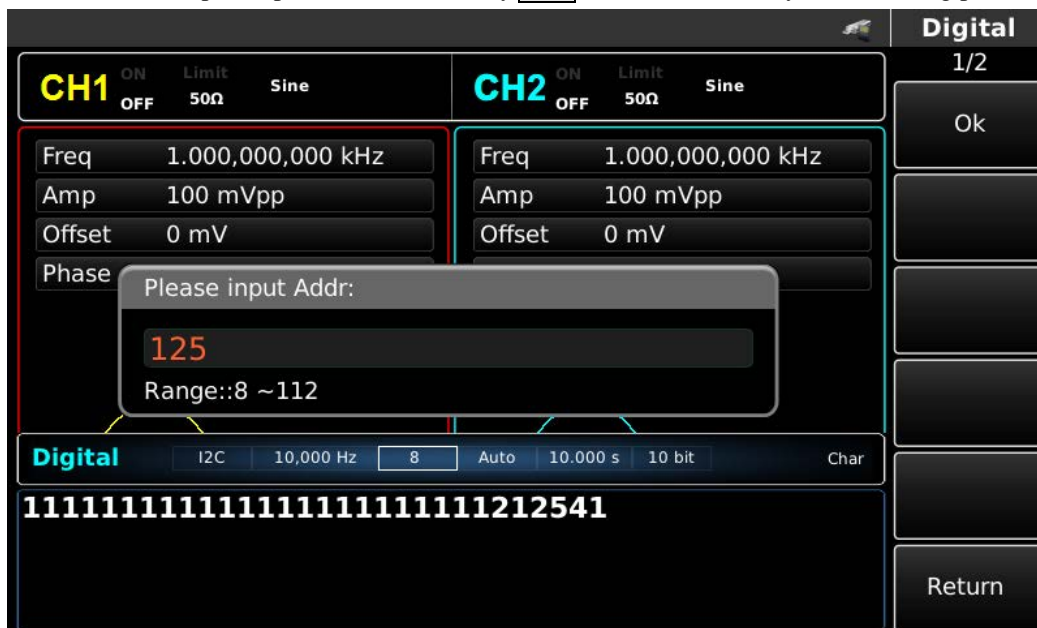 Digital
1/2
CH1 ON OFF Limit 50Ω Sine
CH2 ON OFF Limit 50Ω Sine
Ok
Freq 1.000,000,000 kHz
Amp 100 mVpp
Offset 0 mV
Phase
Freq 1.000,000,000 kHz
Amp 100 mVpp
Offset 0 mV
Please input Addr:
125
Range::8 ~112
Digital I2C 10,000 Hz 8 Auto 10.000 s 10 bit Char
Return